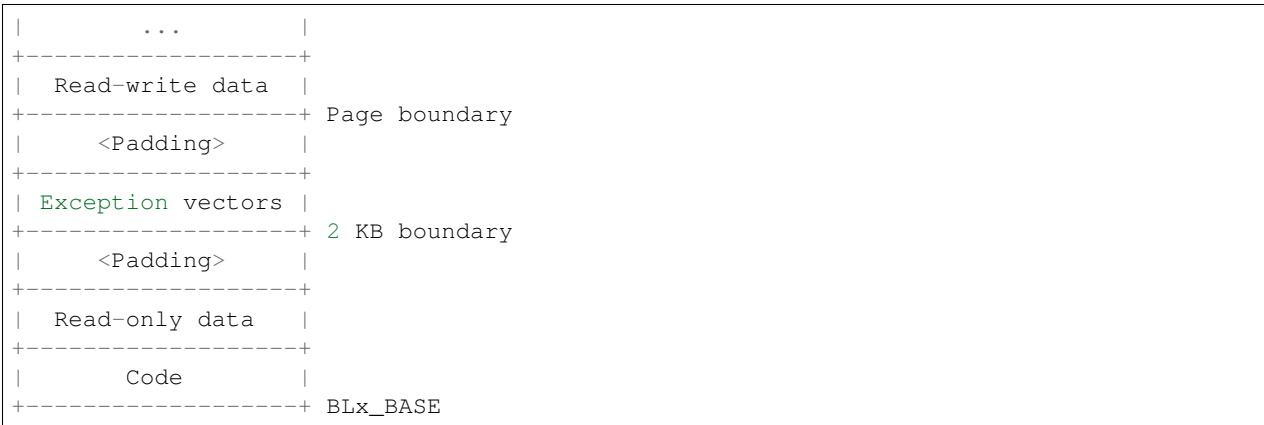 |        ...        |
+-------------------+
|  Read-write data  |
+-------------------+ Page boundary
|     <Padding>     |
+-------------------+
| Exception vectors |
+-------------------+ 2 KB boundary
|     <Padding>     |
+-------------------+
|  Read-only data   |
+-------------------+
|       Code        |
+-------------------+ BLx_BASE